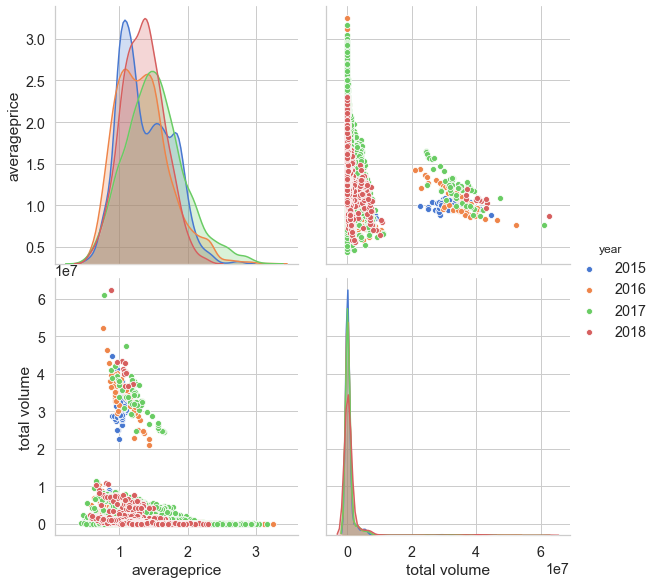 3.0
2.5
2.0
1.5
1.0
0.5
averageprice
1e7
6
5
4
3
2
1
0
total volume
1 2 3
averageprice
0 2 4 6
1e7
total volume
year
2015
2016
2017
2018